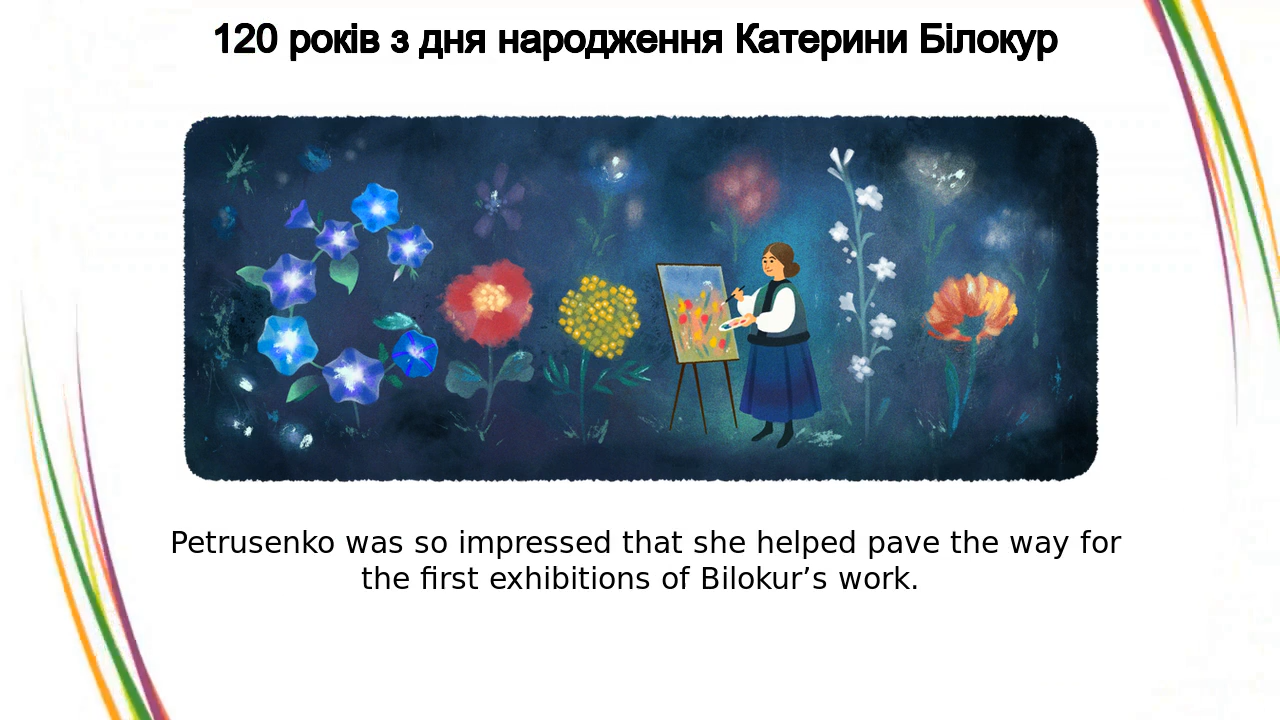 120 років з дня народження Катерини Білокур
Petrusenko was so impressed that she helped pave the way for
the first exhibitions of Bilokur’s work.